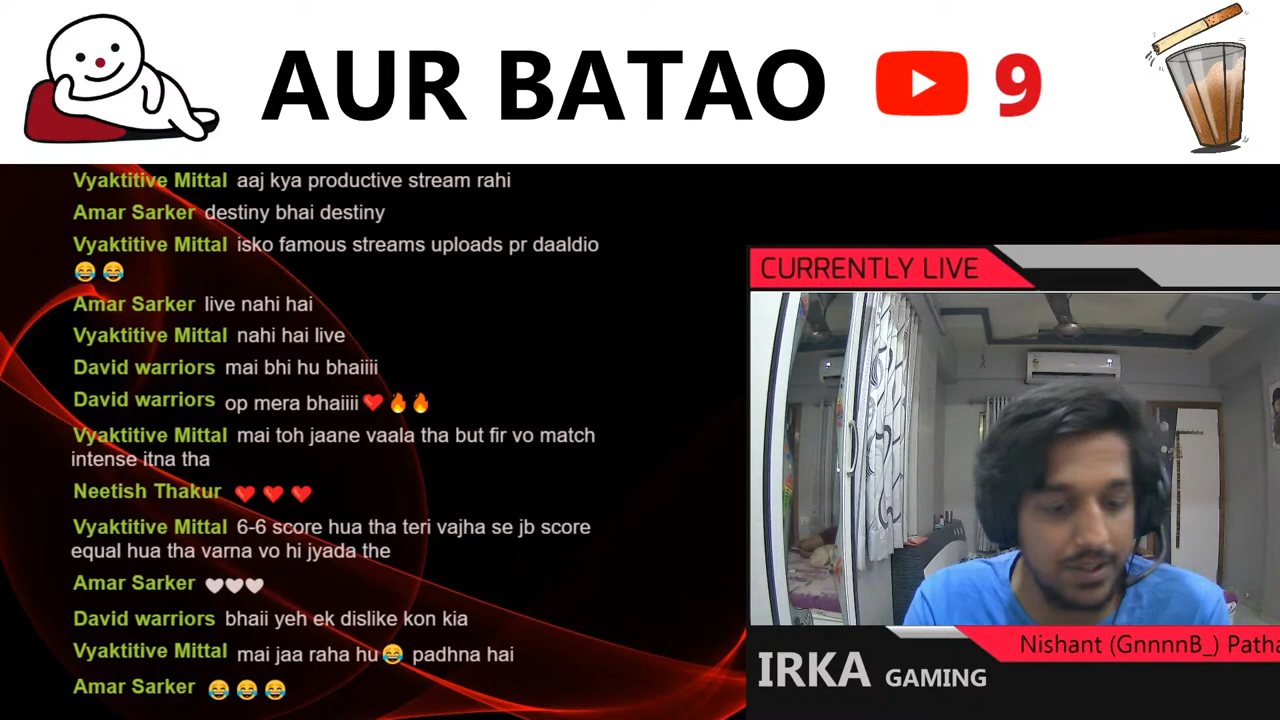 AUR BATAO 9
Vyaktitive Mittal aaj kya productive stream rahi
Amar Sarker destiny bhai destiny
Vyaktitive Mittal isko famous streams uploads pr daaldio
😂😂
Amar Sarker live nahi hai
Vyaktitive Mittal nahi hai live
David warriors mai bhi hu bhaiiii
David warriors op mera bhaiiii❤🔥🔥
Vyaktitive Mittal mai toh jaane vaala tha but fir vo match
intense itna tha
Neetish Thakur ❤❤❤
Vyaktitive Mittal 6-6 score hua tha teri vajha se jb score
equal hua tha varna vo hi jyada the
Amar Sarker 🤍🤍🤍
David warriors bhaii yeh ek dislike kon kia
Vyaktitive Mittal mai jaa raha hu😂 padhna hai
Amar Sarker 😂😂😂
CURRENTLY LIVE
Nishant (GnnnnB_) Patha
IRKA GAMING